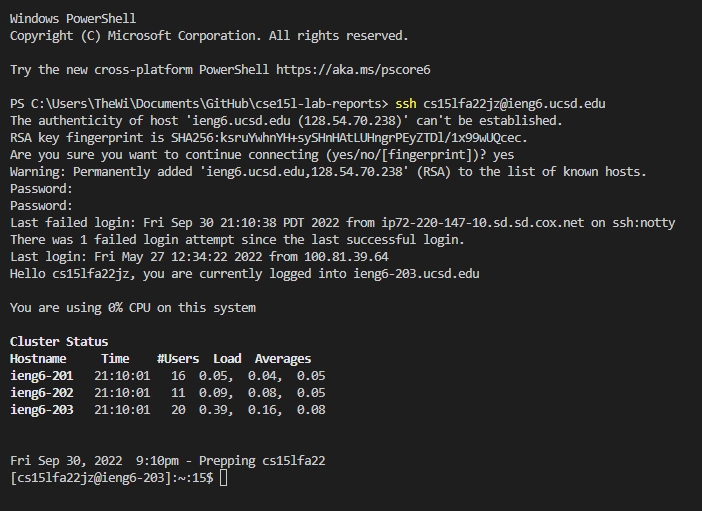 Windows PowerShell
Copyright (C) Microsoft Corporation. All rights reserved.
Try the new cross-platform PowerShell https://aka.ms/pscore6
PS C:\Users\TheWi\Documents\GitHub\cse15l-lab-reports> ssh cs15lfa22jz@ieng6.ucsd.edu
The authenticity of host 'ieng6.ucsd.edu (128.54.70.238)' can't be established.
RSA key fingerprint is SHA256:ksruYwhnYH+sySHnHAtLUHngrPEyZTDl/1x99wUQcec.
Are you sure you want to continue connecting (yes/no/[fingerprint])? yes
Warning: Permanently added 'ieng6.ucsd.edu,128.54.70.238' (RSA) to the list of known hosts.
Password:
Password:
Last failed login: Fri Sep 30 21:10:38 PDT 2022 from ip72-220-147-10.sd.sd.cox.net on ssh:notty
There was 1 failed login attempt since the last successful login.
Last login: Fri May 27 12:34:22 2022 from 100.81.39.64
Hello cs15lfa22jz, you are currently logged into ieng6-203.ucsd.edu
You are using 0% CPU on this system
Cluster Status
Hostname     Time    #Users  Load  Averages
ieng6-201   21:10:01   16  0.05,  0.04,  0.05
ieng6-202   21:10:01   11  0.09,  0.08,  0.05
ieng6-203   21:10:01   20  0.39,  0.16,  0.08
Fri Sep 30, 2022  9:10pm - Prepping cs15lfa22
[cs15lfa22jz@ieng6-203]:~:15$